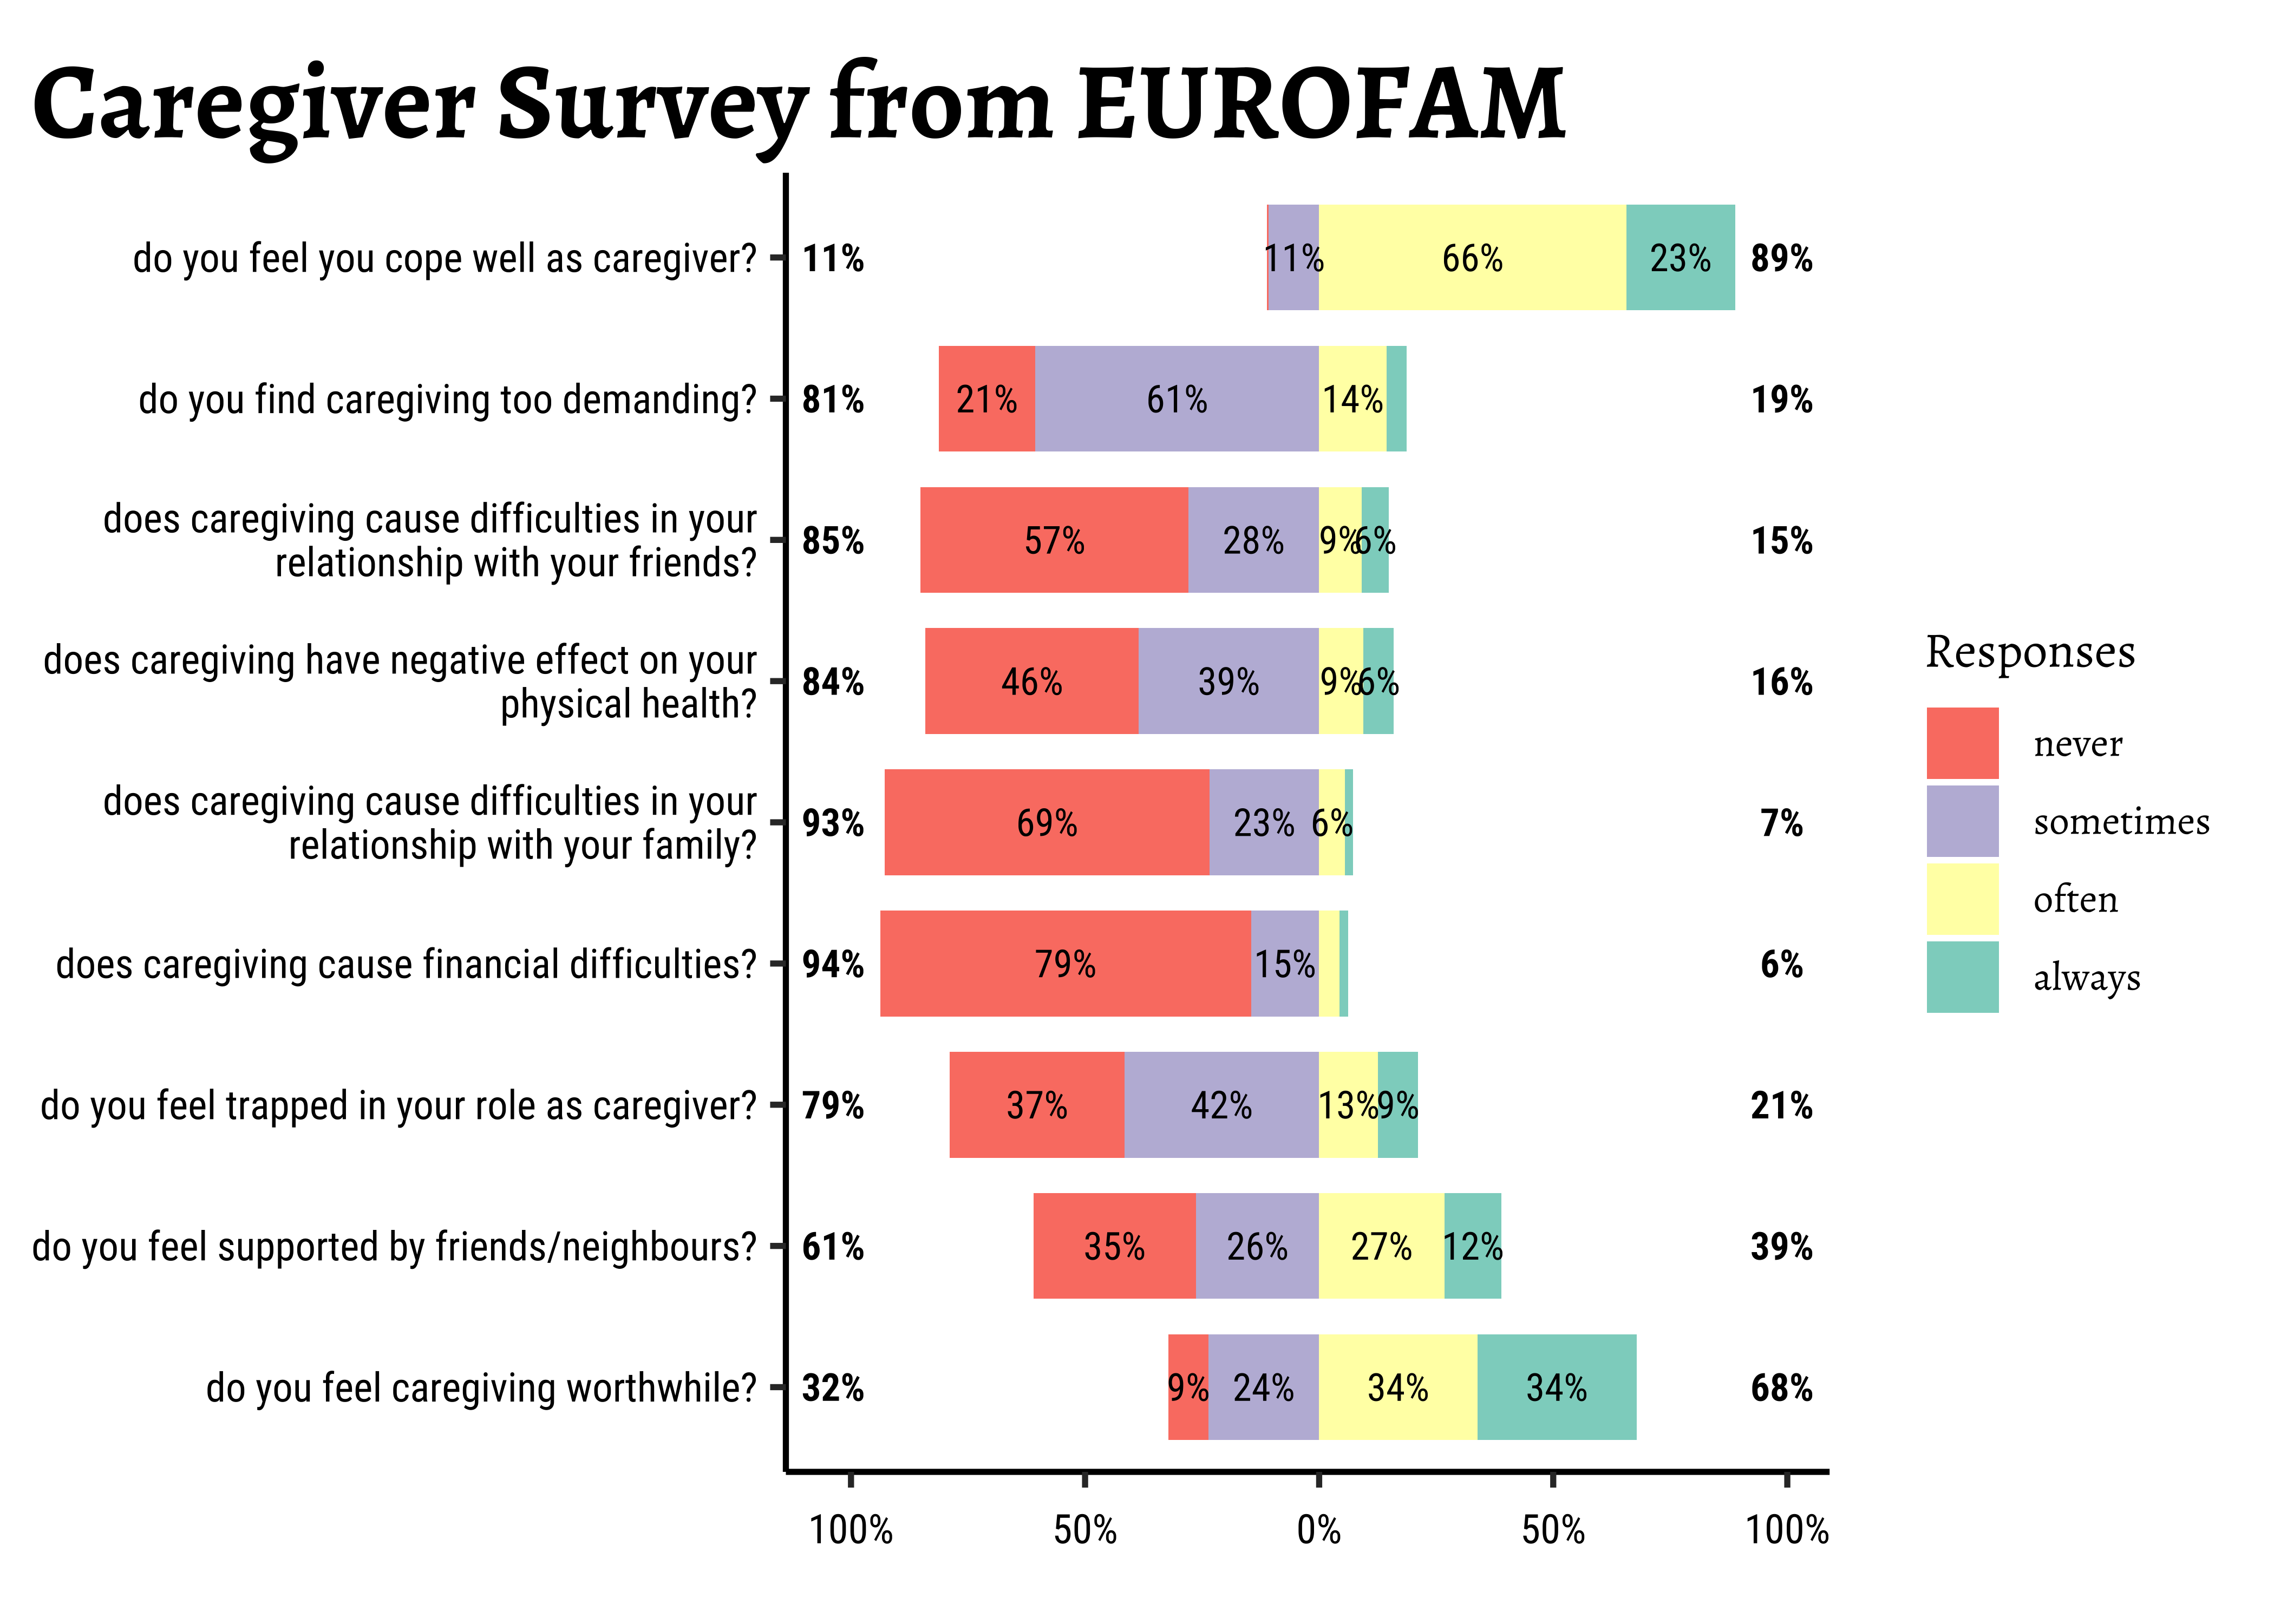 Caregiver Survey from EUROFAM
do you feel you cope well as caregiver? 11% 11% 66% 23% 89%
do you find caregiving too demanding? 81% 21% 61% 14% 19%
does caregiving cause difficulties in your
relationship with your friends? 85% 57% 28% 9% 6% 15%
does caregiving have negative effect on your
physical health? 84% 46% 39% 9% 6% 16%
does caregiving cause difficulties in your
relationship with your family? 93% 69% 23% 6% 7%
does caregiving cause financial difficulties? 94% 79% 15% 6%
do you feel trapped in your role as caregiver? 79% 37% 42% 13% 9% 21%
do you feel supported by friends/neighbours? 61% 35% 26% 27% 12% 39%
do you feel caregiving worthwhile? 32% 9% 24% 34% 34% 68%
100% 50% 0% 50% 100%
Responses
never
sometimes
often
always